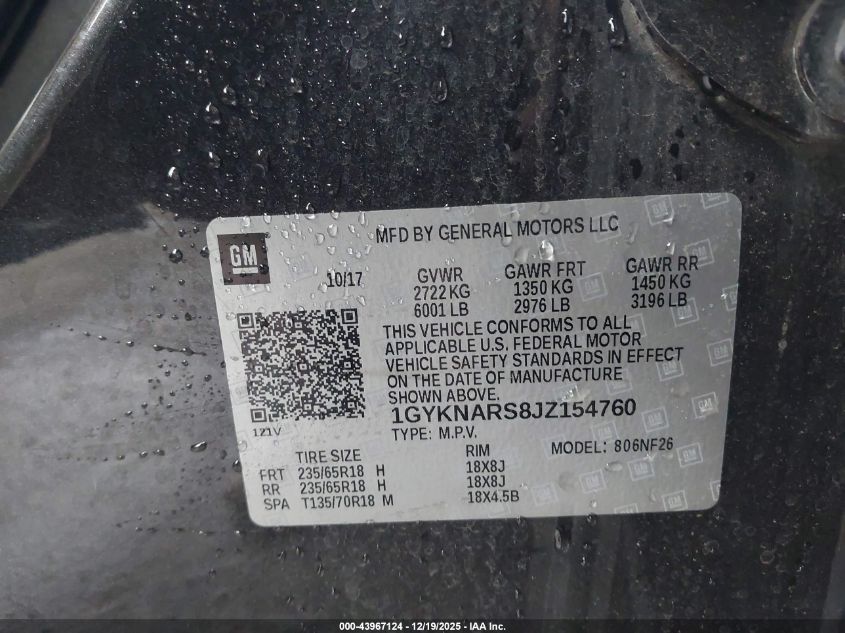 GM
MFD BY GENERAL MOTORS LLC
10/17
GVWR GAWR FRT GAWR RR
2722 KG 1350 KG 1450 KG
6001 LB 2976 LB 3196 LB
THIS VEHICLE CONFORMS TO ALL
APPLICABLE U.S. FEDERAL MOTOR
VEHICLE SAFETY STANDARDS IN EFFECT
ON THE DATE OF MANUFACTURE
SHOWN ABOVE.
1GYKNARS8JZ154760
1Z1V
TYPE: M.P.V. MODEL: 806NF26
TIRE SIZE RIM
FRT 235/65R18 H 18X8J
RR 235/65R18 H 18X8J
SPA T135/70R18 M 18X4.5B
000-43967124 - 12/19/2025 - IAA Inc.